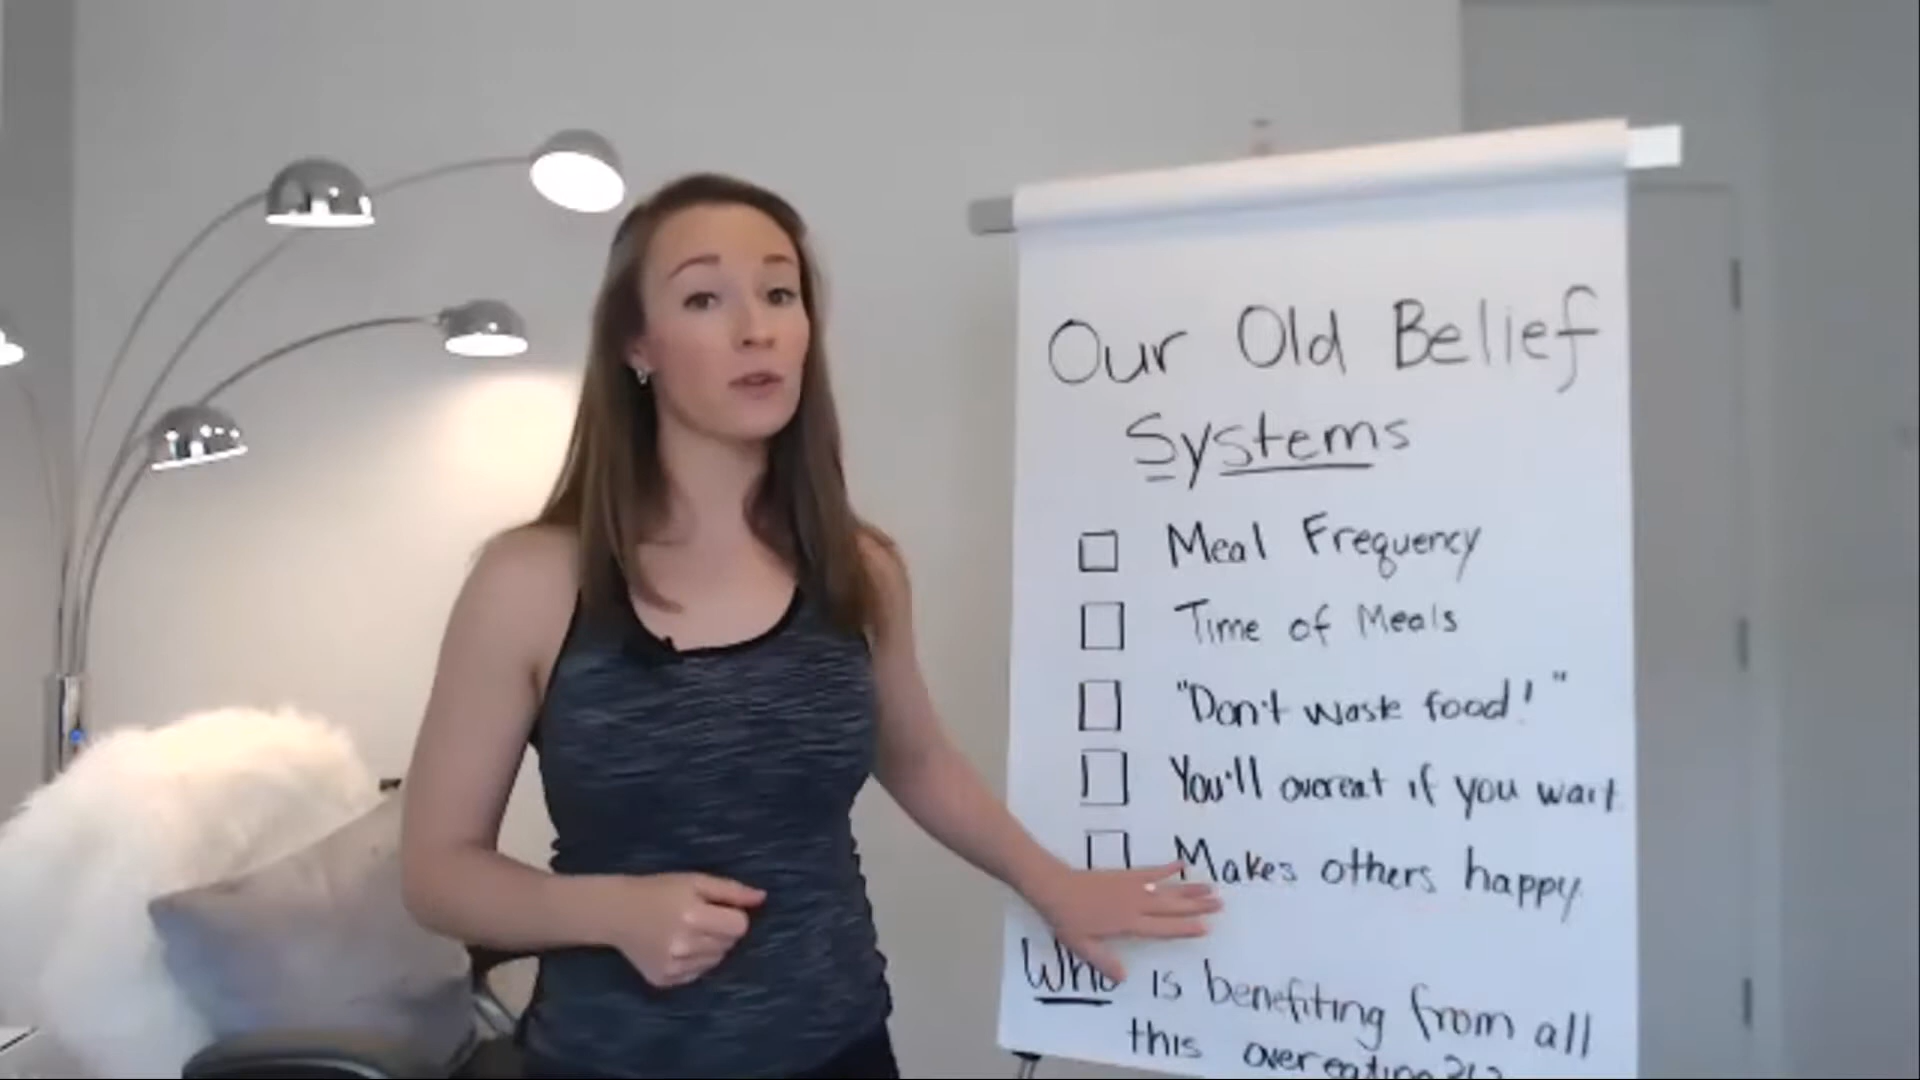 Our Old Belief
Systems
Meal Frequency
Time of Meals
"Don't waste food!"
You'll overeat if you wait
Makes others happy
Who is benefiting from all
this overeating?!?